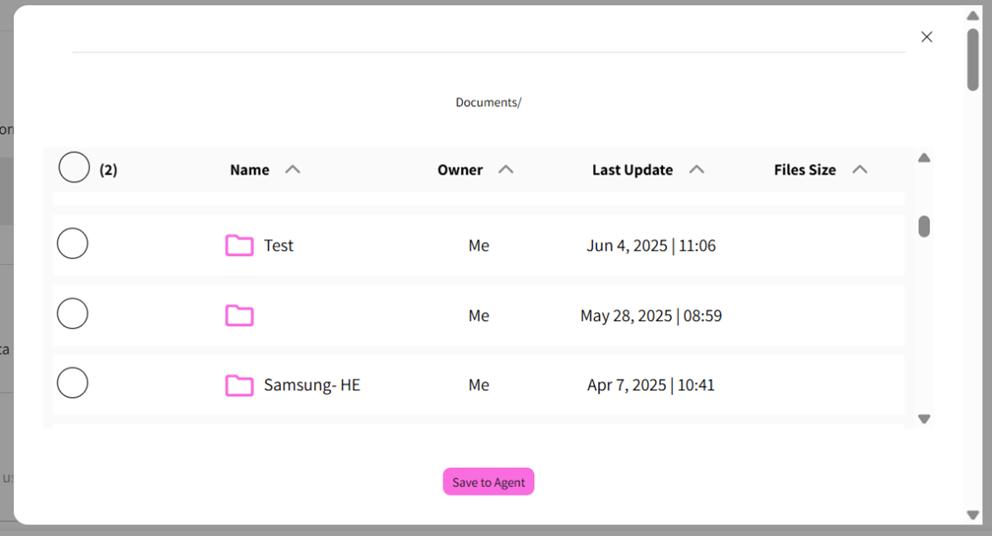 Documents/
(2) Name Owner Last Update Files Size
Test Me Jun 4, 2025 | 11:06
Me May 28, 2025 | 08:59
Samsung- HE Me Apr 7, 2025 | 10:41
Save to Agent